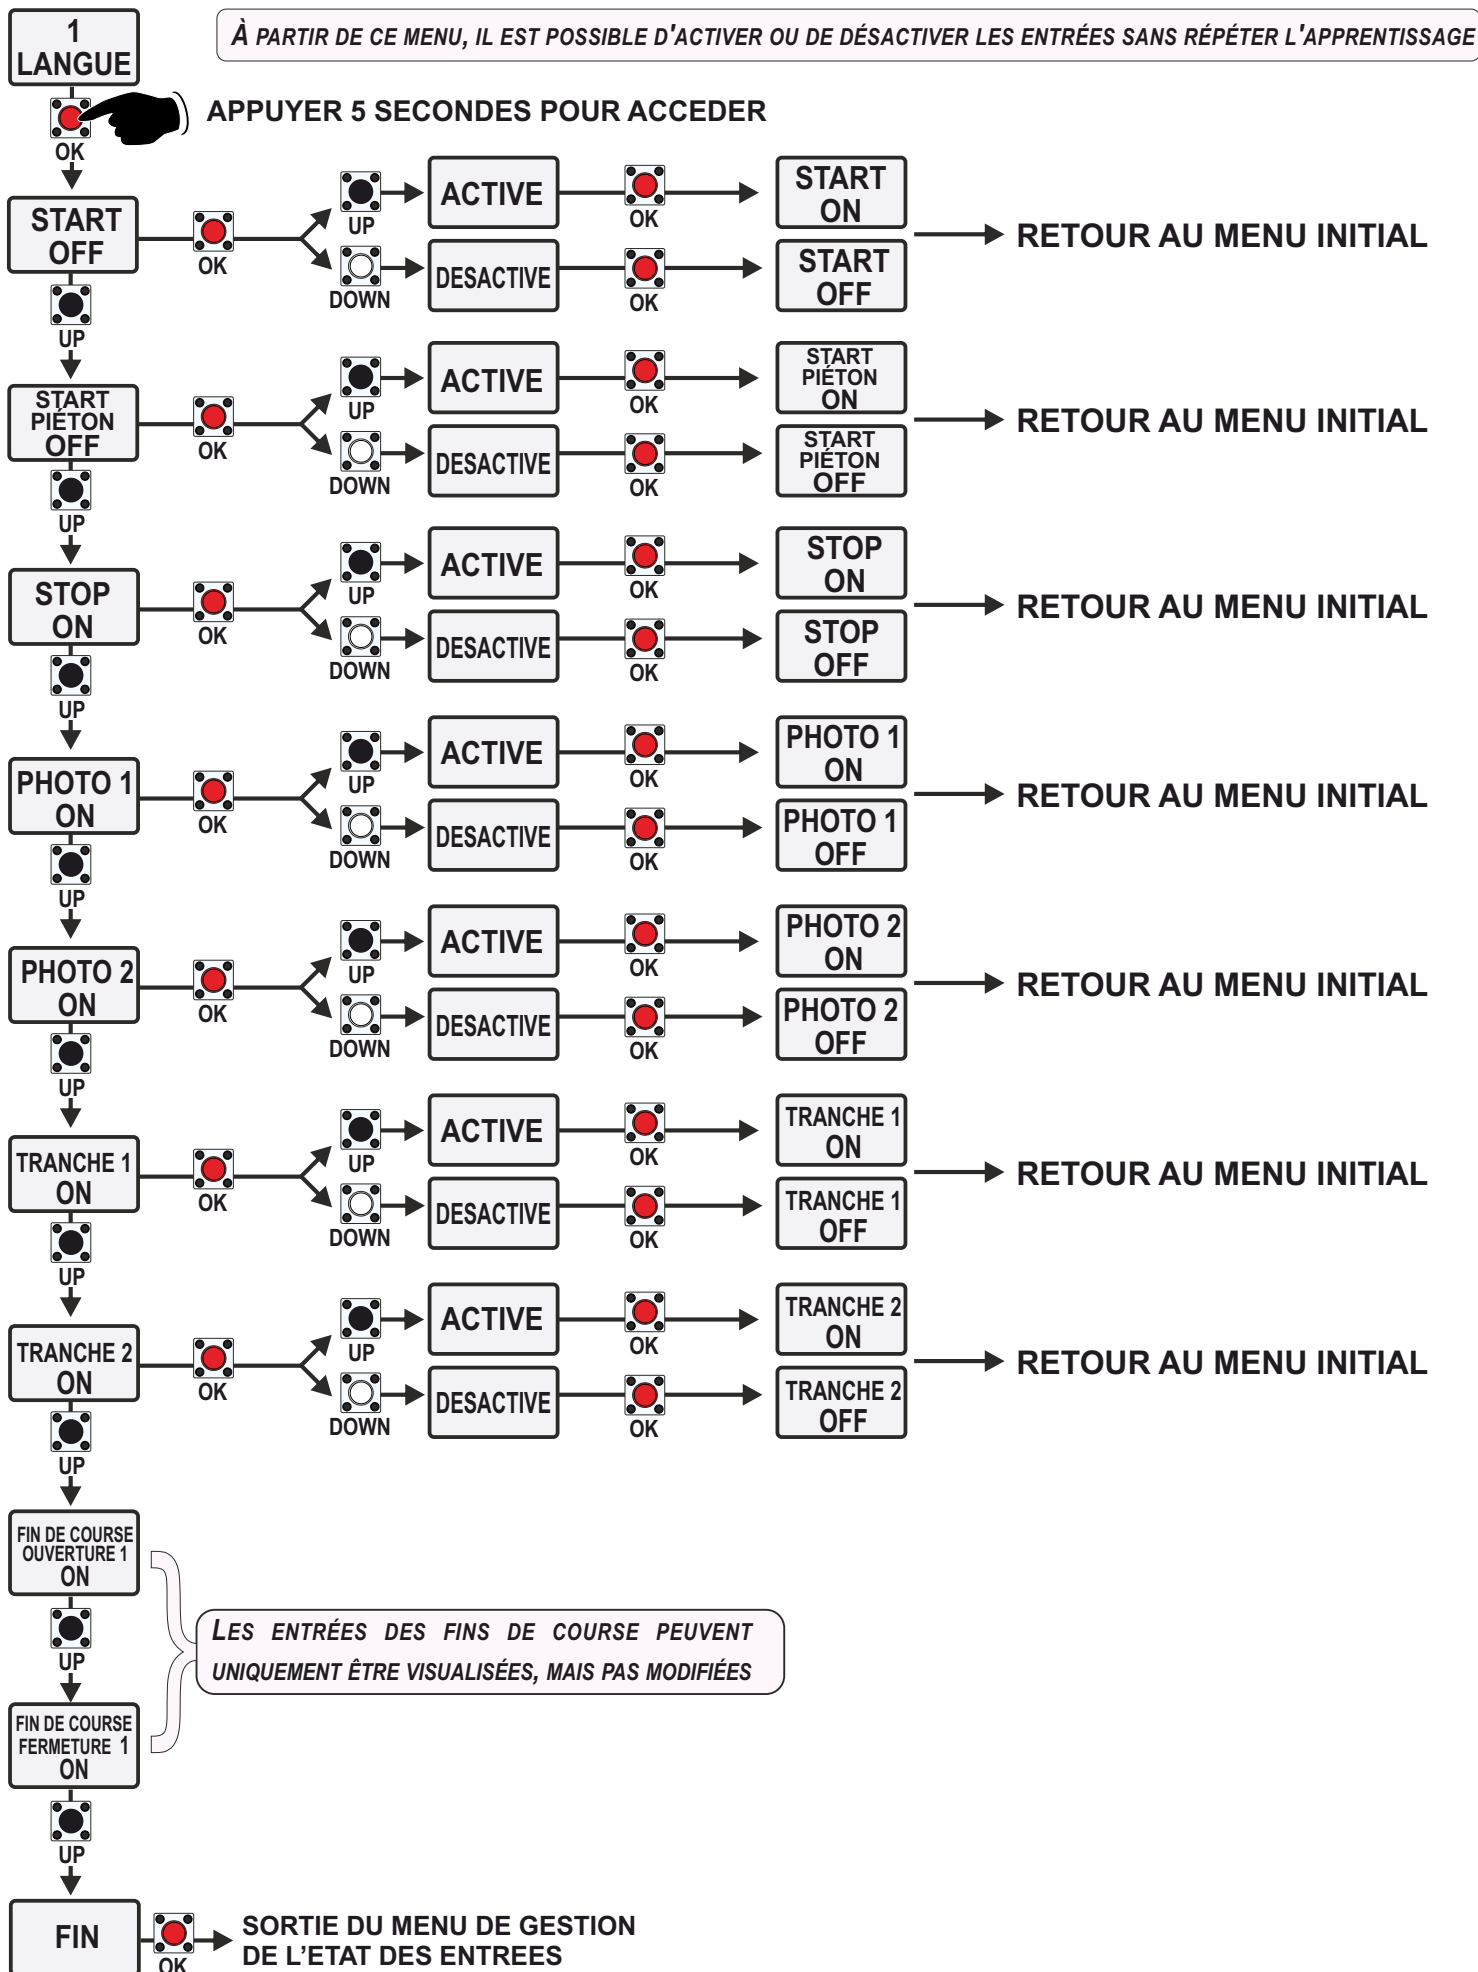 1
LANGUE
À PARTIR DE CE MENU, IL EST POSSIBLE D'ACTIVER OU DE DÉSACTIVER LES ENTRÉES SANS RÉPÉTER L'APPRENTISSAGE
APPUYER 5 SECONDES POUR ACCEDER
OK
START
OFF
OK
UP
DOWN
ACTIVE
DESACTIVE
OK
OK
START
ON
START
OFF
RETOUR AU MENU INITIAL
UP
START
PIÉTON
OFF
OK
UP
DOWN
ACTIVE
DESACTIVE
OK
OK
START
PIÉTON
ON
START
PIÉTON
OFF
RETOUR AU MENU INITIAL
UP
STOP
ON
OK
UP
DOWN
ACTIVE
DESACTIVE
OK
OK
STOP
ON
STOP
OFF
RETOUR AU MENU INITIAL
UP
PHOTO 1
ON
OK
UP
DOWN
ACTIVE
DESACTIVE
OK
OK
PHOTO 1
ON
PHOTO 1
OFF
RETOUR AU MENU INITIAL
UP
PHOTO 2
ON
OK
UP
DOWN
ACTIVE
DESACTIVE
OK
OK
PHOTO 2
ON
PHOTO 2
OFF
RETOUR AU MENU INITIAL
UP
TRANCHE 1
ON
OK
UP
DOWN
ACTIVE
DESACTIVE
OK
OK
TRANCHE 1
ON
TRANCHE 1
OFF
RETOUR AU MENU INITIAL
UP
TRANCHE 2
ON
OK
UP
DOWN
ACTIVE
DESACTIVE
OK
OK
TRANCHE 2
ON
TRANCHE 2
OFF
RETOUR AU MENU INITIAL
UP
FIN DE COURSE
OUVERTURE 1
ON
UP
LES ENTRÉES DES FINS DE COURSE PEUVENT
UNIQUEMENT ÊTRE VISUALISÉES, MAIS PAS MODIFIÉES
FIN DE COURSE
FERMETURE 1
ON
UP
FIN
OK
SORTIE DU MENU DE GESTION
DE L'ETAT DES ENTREES